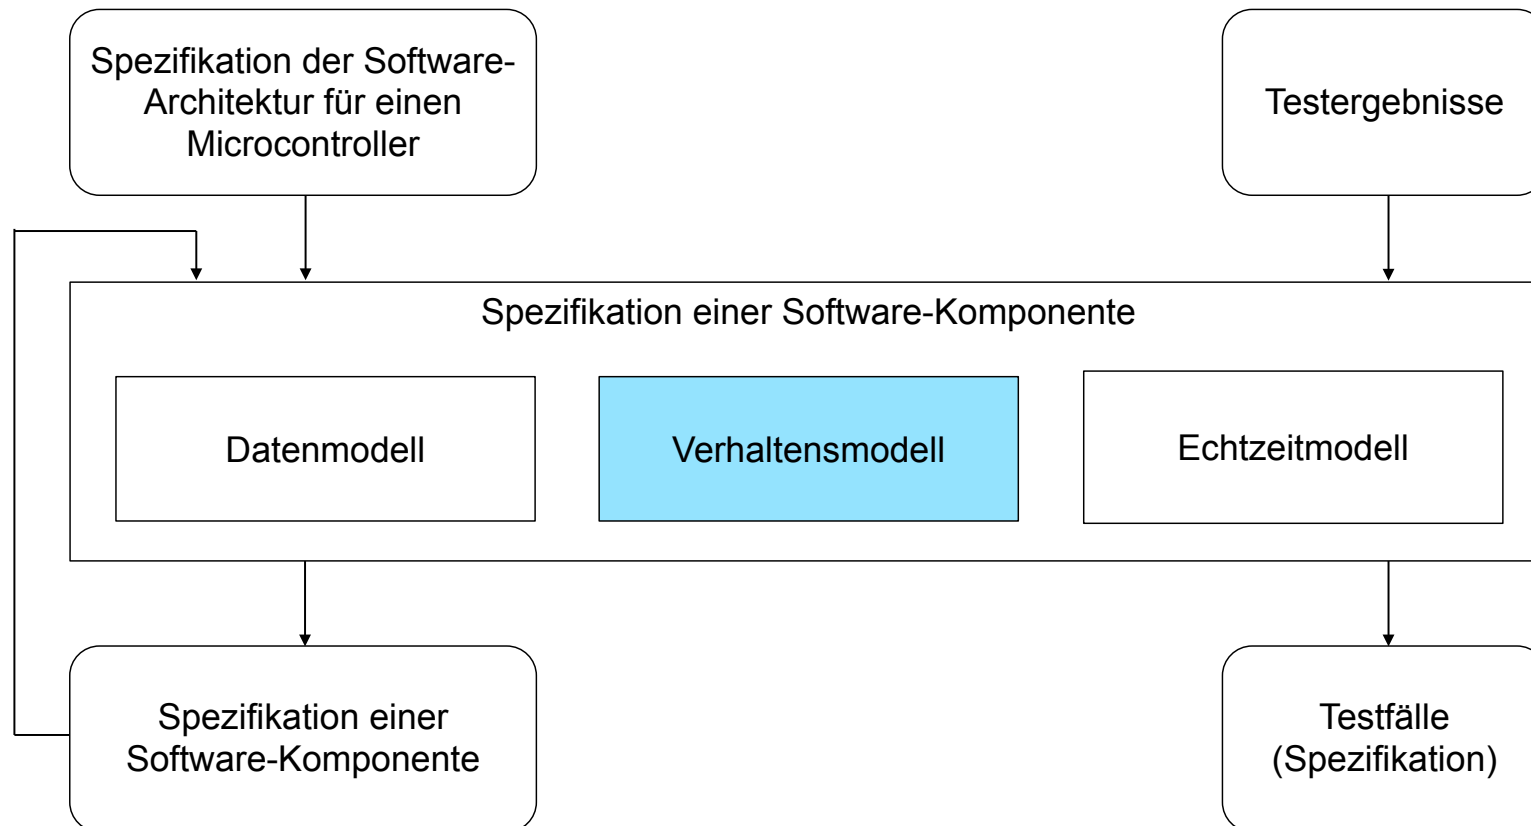 Spezifikation der Software-
Architektur für einen
Microcontroller
Testergebnisse
Spezifikation einer Software-Komponente
Datenmodell
Verhaltensmodell
Echtzeitmodell
Spezifikation einer
Software-Komponente
Testfälle
(Spezifikation)